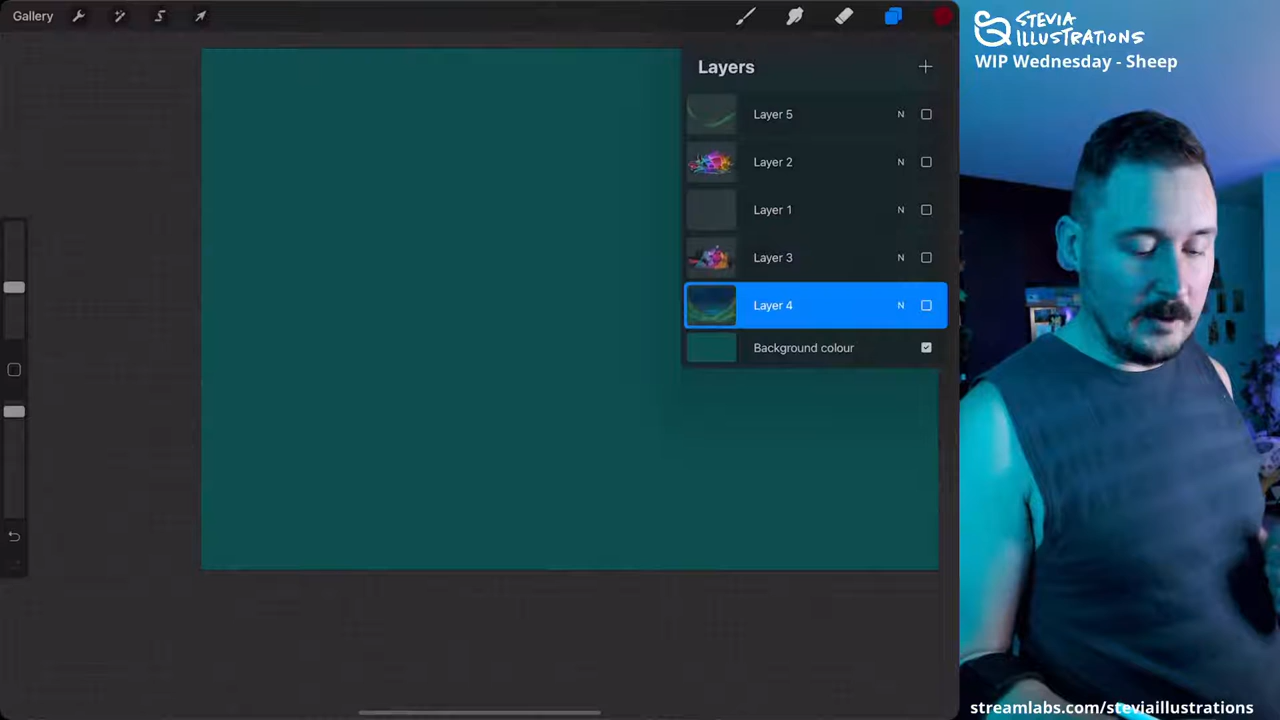 Gallery
Layers
Layer 5
N
Layer 2
N
Layer 1
N
Layer 3
N
Layer 4
N
Background colour
STEVIA
ILLUSTRATIONS
WIP Wednesday - Sheep
streamlabs.com/steviaillustrations